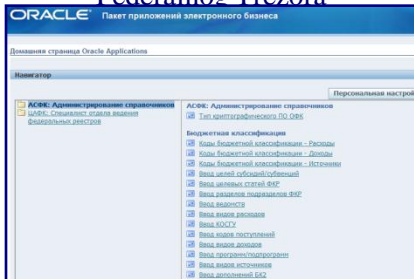 Federalnog Trezora
ORACLE Пакет приложений электронного бизнеса
Домашняя страница Oracle Applications
Навигатор
Персональная настрой
АСФК: Администрирование справочников
ЦАФК: Специалист отдела ведения федеральных реестров
АСФК: Администрирование справочников
Тип криптографического ПО ОФК
Бюджетная классификация
Коды бюджетной классификации - Расходы
Коды бюджетной классификации - Доходы
Коды бюджетной классификации - Источники
Ввод целей субсидий/субвенций
Ввод целевых статей ФКР
Ввод разделов подразделов ФКР
Ввод ведомств
Ввод видов расходов
Ввод КОСГУ
Ввод кодов поступлений
Ввод видов доходов
Ввод программ/подпрограмм
Ввод видов источников
Ввод дополнений БК2